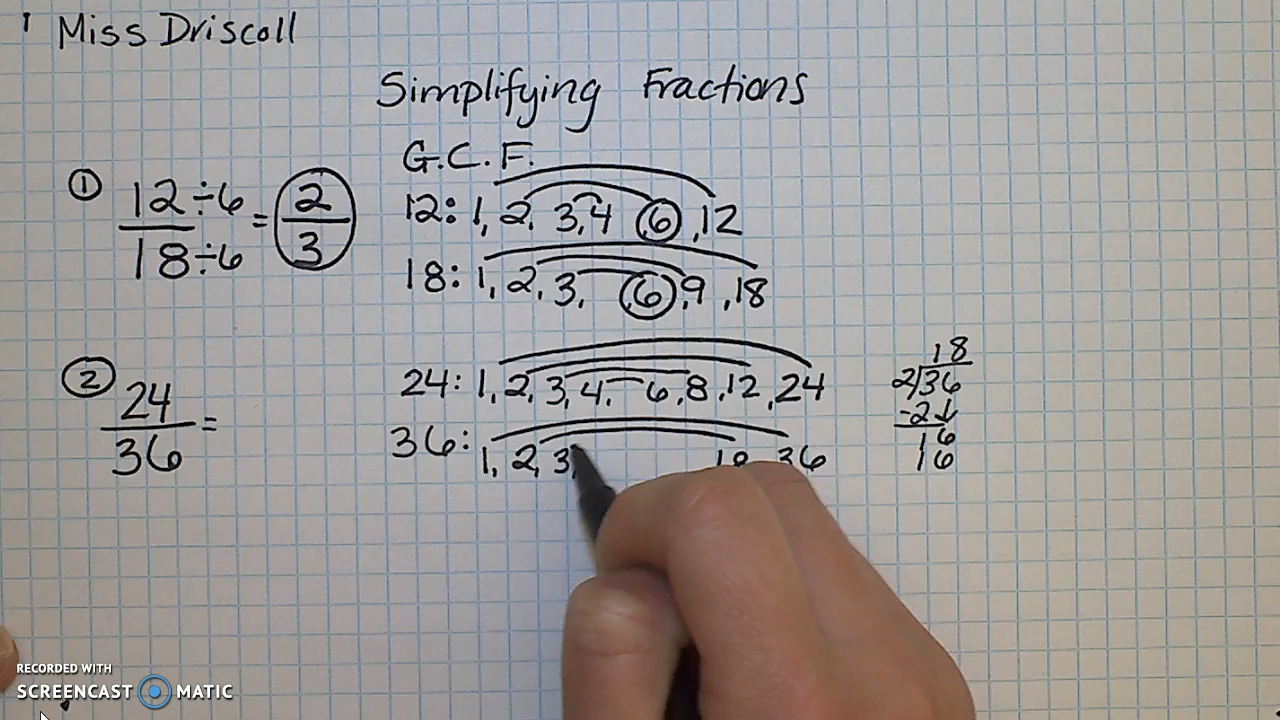 1 Miss Driscoll
Simplifying Fractions
G.C.F.
① 12 ÷6 = 2
18 ÷6 3
12: 1, 2, 3, 4 , 6, 12
18: 1, 2, 3, , 6, 9, 18
② 24 =
36
24: 1, 2, 3, 4, 6, 8, 12, 24
36: 1, 2, 3, 18, 36
18
2)36
-2↓
16
16
RECORDED WITH
SCREENCAST MATIC